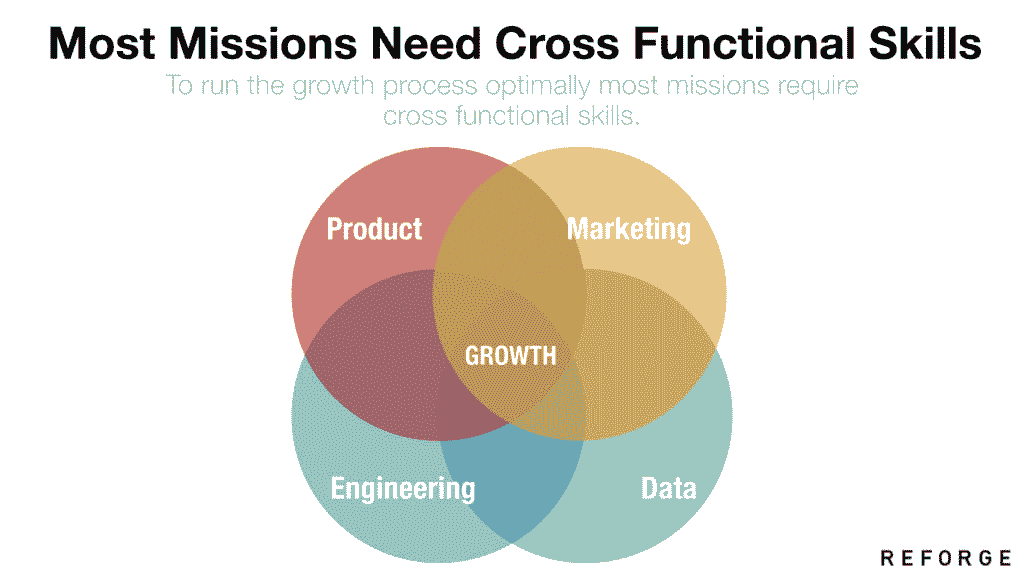 Most Missions Need Cross Functional Skills
To run the growth process optimally most missions require
cross functional skills.
Product
Marketing
GROWTH
Engineering
Data
REFORGE